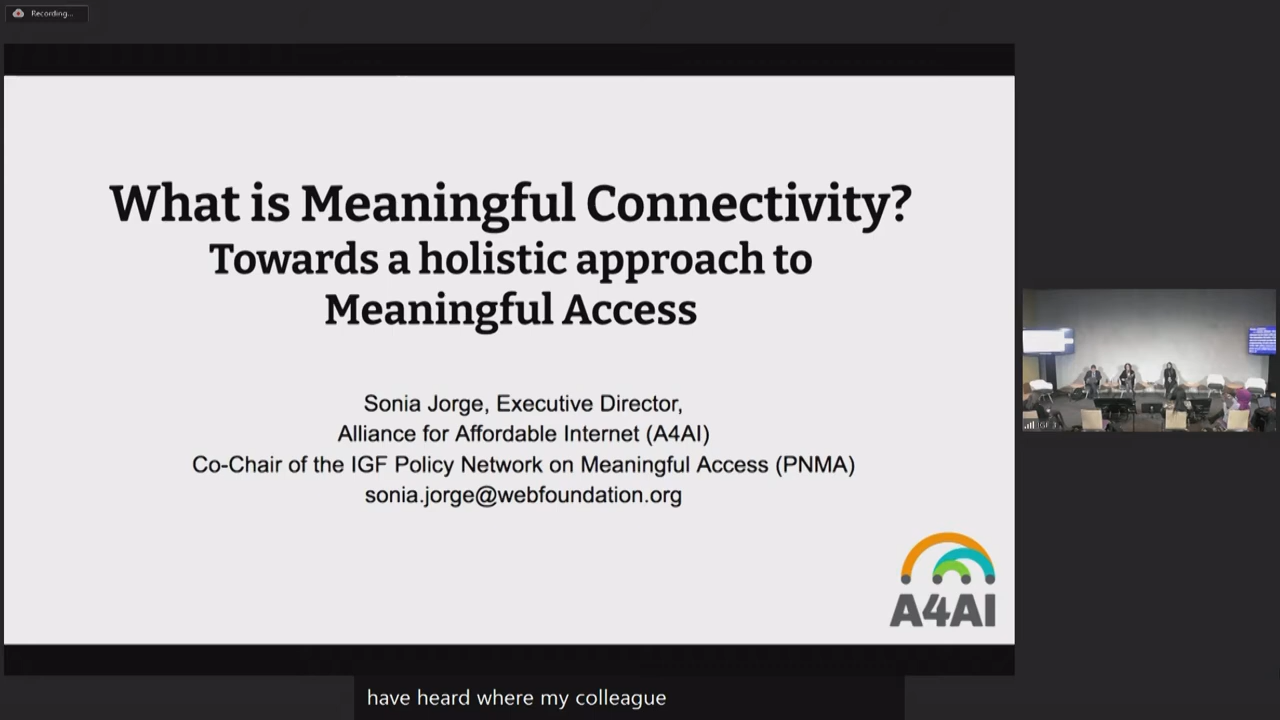 Recording...
What is Meaningful Connectivity?
Towards a holistic approach to
Meaningful Access
Sonia Jorge, Executive Director,
Alliance for Affordable Internet (A4AI)
Co-Chair of the IGF Policy Network on Meaningful Access (PNMA)
sonia.jorge@webfoundation.org
A4AI
have heard where my colleague